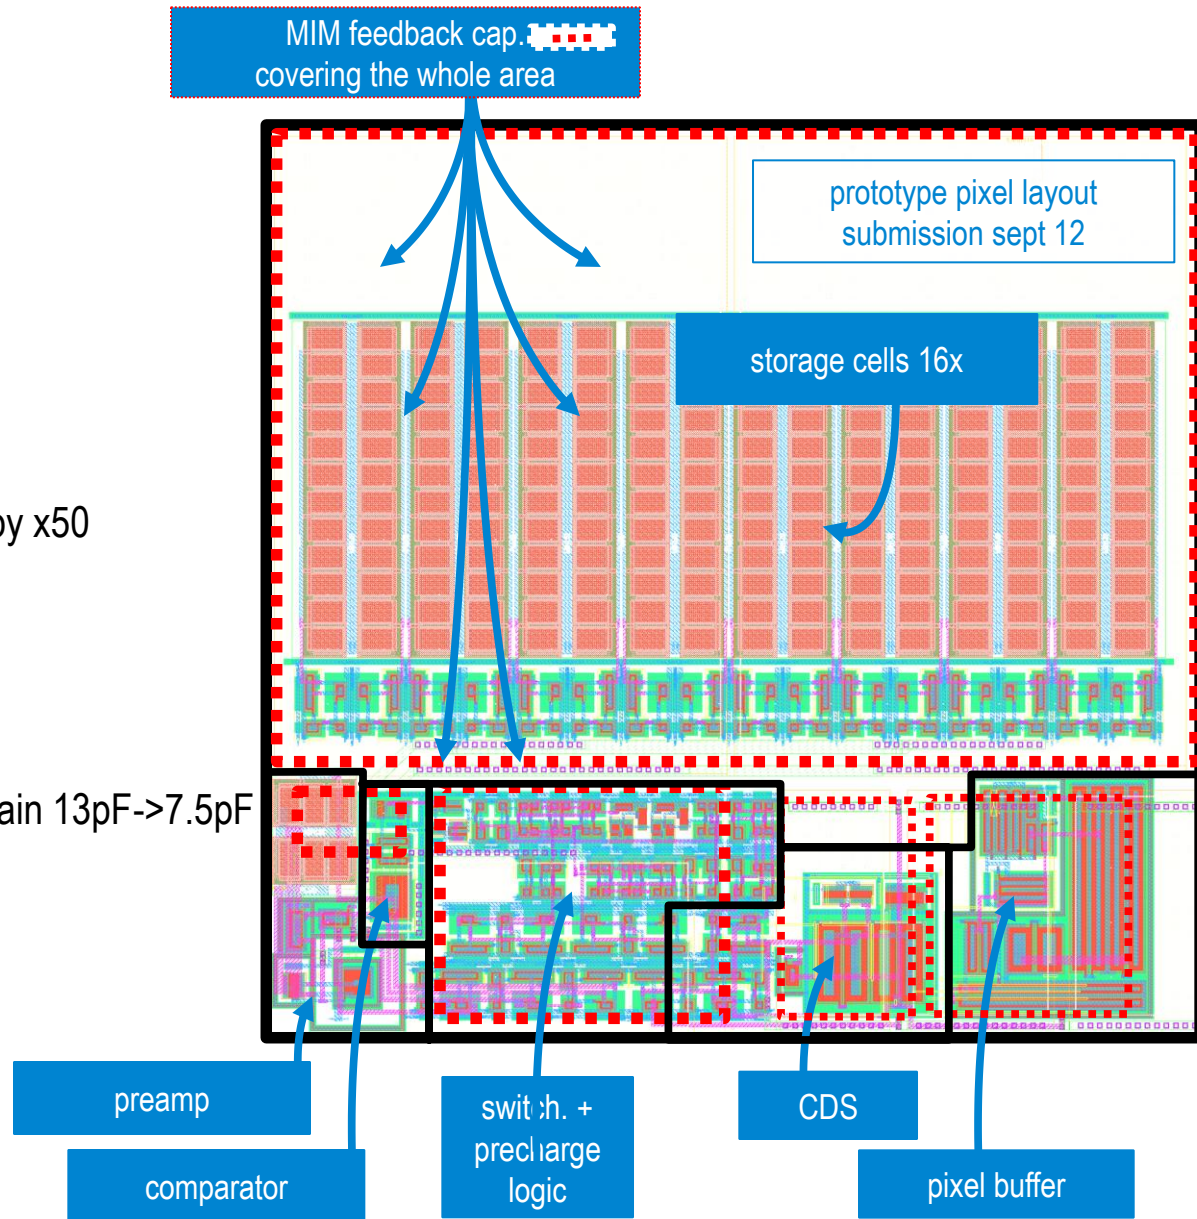 MIM feedback cap.
covering the whole area
prototype pixel layout
submission sept 12
storage cells 16x
by x50
ain 13pF->7.5pF
preamp
comparator
switch. +
precharge
logic
CDS
pixel buffer